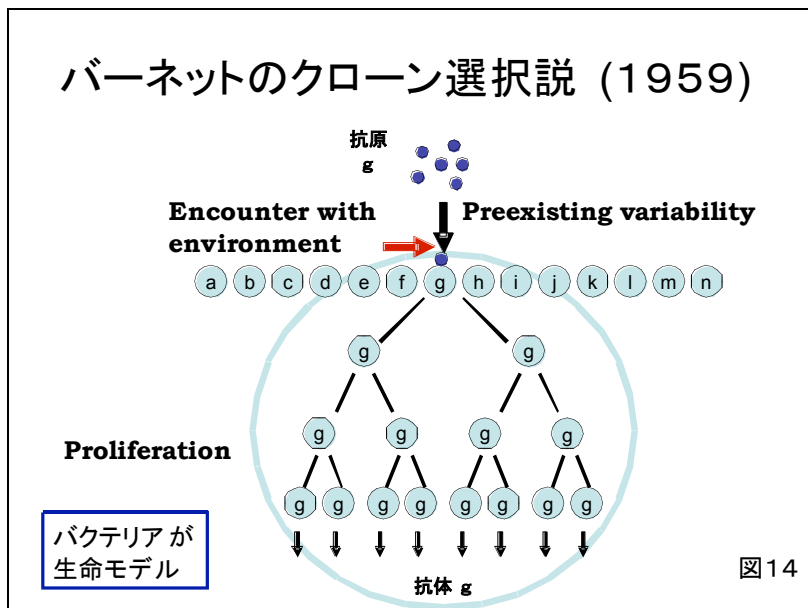 バーネットのクローン選択説 (1959)
抗原
g
Encounter with environment
Preexisting variability
a b c d e f g h i j k l m n
g g
g g g g
Proliferation
g g g g g g g g
バクテリアが
生命モデル
抗体 g
図14